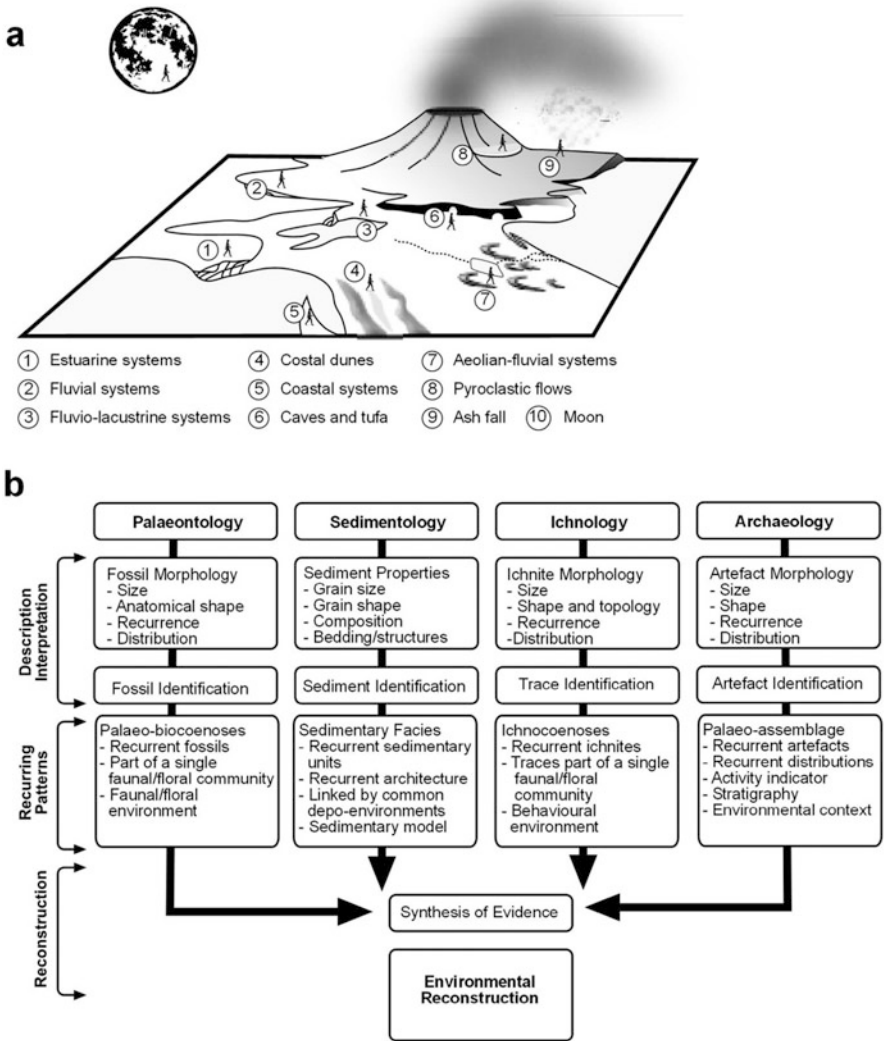 a
8
9
2
6
1
3
4
7
5
1 Estuarine systems
2 Fluvial systems
3 Fluvio-lacustrine systems
4 Costal dunes
5 Coastal systems
6 Caves and tufa
7 Aeolian-fluvial systems
8 Pyroclastic flows
9 Ash fall
10 Moon
b
Palaeontology
Sedimentology
Ichnology
Archaeology
Description
Interpretation
Fossil Morphology
- Size
- Anatomical shape
- Recurrence
- Distribution
Sediment Properties
- Grain size
- Grain shape
- Composition
- Bedding/structures
Ichnite Morphology
- Size
- Shape and topology
- Recurrence
-Distribution
Artefact Morphology
- Size
- Shape
- Recurrence
- Distribution
Fossil Identification
Sediment Identification
Trace Identification
Artefact Identification
Recurring
Patterns
Palaeo-biocoenoses
- Recurrent fossils
- Part of a single
faunal/floral community
- Faunal/floral
environment
Sedimentary Facies
- Recurrent sedimentary
units
- Recurrent architecture
- Linked by common
depo-environments
- Sedimentary model
Ichnocoenoses
- Recurrent ichnites
- Traces part of a single
faunal/floral
community
- Behavioural
environment
Palaeo-assemblage
- Recurrent artefacts
- Recurrent distributions
- Activity indicator
- Stratigraphy
- Environmental context
Reconstruction
Synthesis of Evidence
Environmental
Reconstruction